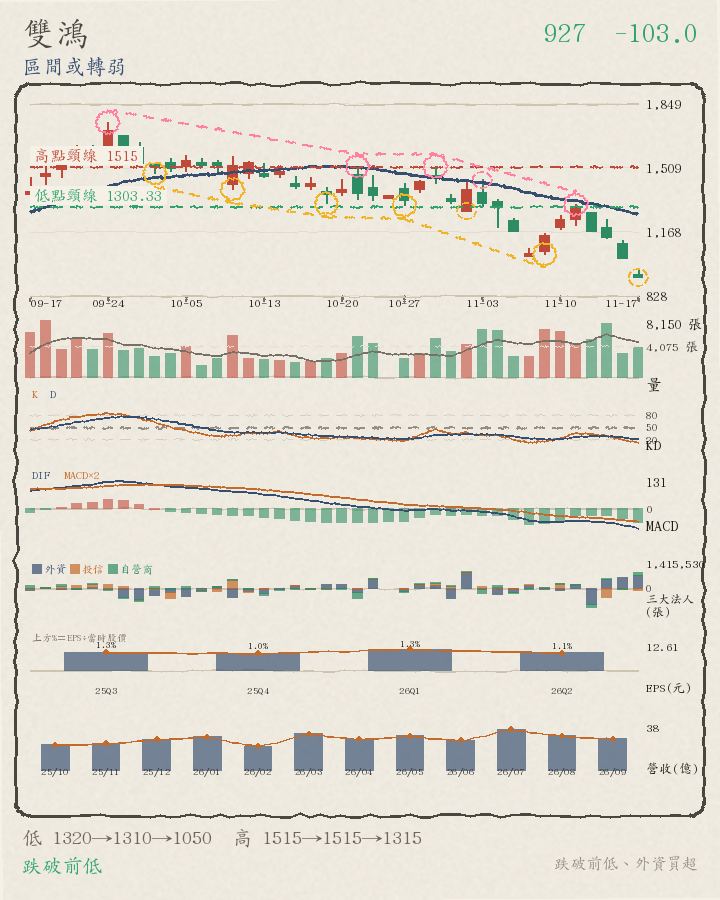 雙鴻
927 -103.0
區間或轉弱
1,849
高點頸線 1515
1,509
低點頸線 1303.33
1,168
828
09-17 09-24 10-05 10-13 10-20 10-27 11-03 11-10 11-17
8,150 張
4,075 張
量
K D
80
50
20
KD
DIF MACD×2
131
0
MACD
1,415,530
外資 投信 自營商
0
三大法人
(張)
上方%=EPS÷當時股價
1.3% 1.0% 1.3% 1.1%
12.61
25Q3 25Q4 26Q1 26Q2
EPS(元)
38
25/10 25/11 25/12 26/01 26/02 26/03 26/04 26/05 26/06 26/07 26/08 26/09
營收(億)
低 1320→1310→1050 高 1515→1515→1315
跌破前低
跌破前低、外資買超